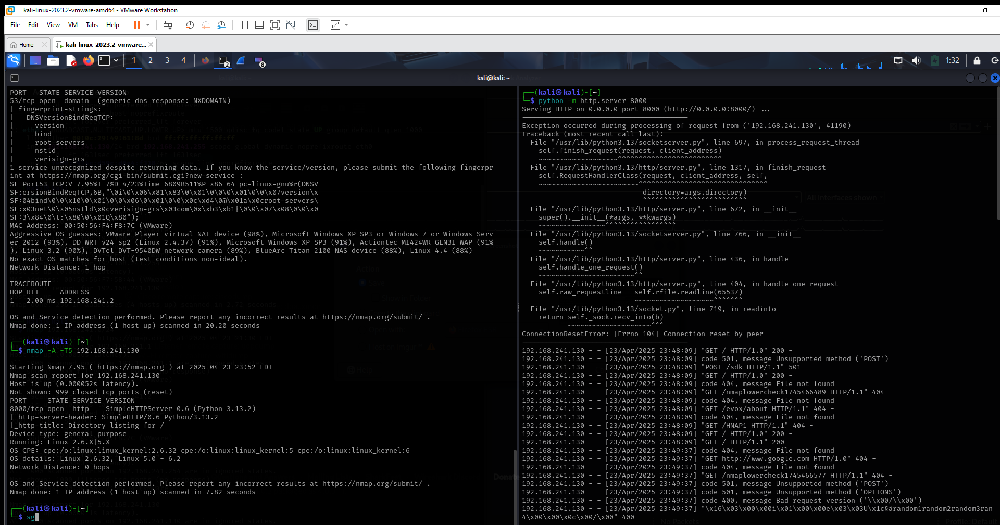 kali-linux-2023.2-vmware-amd64 - VMware Workstation
File Edit View VM Tabs Help
Home kali-linux-2023.2-vmware...
1 2 3 4 2 8 1:32
kali@kali: ~
PORT   STATE SERVICE VERSION
53/tcp open  domain  (generic dns response: NXDOMAIN)
| fingerprint-strings:
|   DNSVersionBindReqTCP:
|     version
|     bind
|     root-servers
|     nstld
|_    verisign-grs
1 service unrecognized despite returning data. If you know the service/version, please submit the following fingerpr
int at https://nmap.org/cgi-bin/submit.cgi?new-service :
SF-Port53-TCP:V=7.95%I=7%D=4/23%Time=6809B511%P=x86_64-pc-linux-gnu%r(DNSV
SF:ersionBindReqTCP,6B,"\0i\0\x06\x81\x83\0\x01\0\0\0\x01\0\0\x07version\x
SF:04bind\0\0\x10\0\x01\0\0\x06\0\x01\0\0\x0c\xd4\0@\x01a\x0croot-servers\
SF:x03net\0\x05nstld\x0cverisign-grs\x03com\0x\xb3\xb1}\0\0\x07\x08\0\0\x0
SF:3\x84\0\t:\x80\0\x01Q\x80");
MAC Address: 00:50:56:F4:F8:7C (VMware)
Aggressive OS guesses: VMware Player virtual NAT device (98%), Microsoft Windows XP SP3 or Windows 7 or Windows Serv
er 2012 (93%), DD-WRT v24-sp2 (Linux 2.4.37) (91%), Microsoft Windows XP SP3 (91%), Actiontec MI424WR-GEN3I WAP (91%
), Linux 3.2 (90%), DVTel DVT-9540DW network camera (89%), BlueArc Titan 2100 NAS device (88%), Linux 4.4 (88%)
No exact OS matches for host (test conditions non-ideal).
Network Distance: 1 hop
TRACEROUTE
HOP RTT     ADDRESS
1   2.00 ms 192.168.241.2
OS and Service detection performed. Please report any incorrect results at https://nmap.org/submit/ .
Nmap done: 1 IP address (1 host up) scanned in 20.20 seconds
┌──(kali㉿kali)-[~]
└─$ nmap -A -T5 192.168.241.130
Starting Nmap 7.95 ( https://nmap.org ) at 2025-04-23 23:52 EDT
Nmap scan report for 192.168.241.130
Host is up (0.000052s latency).
Not shown: 999 closed tcp ports (reset)
PORT     STATE SERVICE VERSION
8000/tcp open  http    SimpleHTTPServer 0.6 (Python 3.13.2)
|_http-server-header: SimpleHTTP/0.6 Python/3.13.2
|_http-title: Directory listing for /
Device type: general purpose
Running: Linux 2.6.X|5.X
OS CPE: cpe:/o:linux:linux_kernel:2.6.32 cpe:/o:linux:linux_kernel:5 cpe:/o:linux:linux_kernel:6
OS details: Linux 2.6.32, Linux 5.0 - 6.2
Network Distance: 0 hops
OS and Service detection performed. Please report any incorrect results at https://nmap.org/submit/ .
Nmap done: 1 IP address (1 host up) scanned in 7.82 seconds
┌──(kali㉿kali)-[~]
└─$ sg
┌──(kali㉿kali)-[~]
└─$ python -m http.server 8000
Serving HTTP on 0.0.0.0 port 8000 (http://0.0.0.0:8000/) ...
----------------------------------------
Exception occurred during processing of request from ('192.168.241.130', 41190)
Traceback (most recent call last):
  File "/usr/lib/python3.13/socketserver.py", line 697, in process_request_thread
    self.finish_request(request, client_address)
    ~~~~~~~~~~~~~~~~~~~^^^^^^^^^^^^^^^^^^^^^^^^^
  File "/usr/lib/python3.13/http/server.py", line 1317, in finish_request
    self.RequestHandlerClass(request, client_address, self,
    ~~~~~~~~~~~~~~~~~~~~~~~~^^^^^^^^^^^^^^^^^^^^^^^^^^^^^^^
                             directory=args.directory)
                             ^^^^^^^^^^^^^^^^^^^^^^^^^
  File "/usr/lib/python3.13/http/server.py", line 672, in __init__
    super().__init__(*args, **kwargs)
    ~~~~~~~~~~~~~~~~^^^^^^^^^^^^^^^^^
  File "/usr/lib/python3.13/socketserver.py", line 766, in __init__
    self.handle()
    ~~~~~~~~~~~^^
  File "/usr/lib/python3.13/http/server.py", line 436, in handle
    self.handle_one_request()
    ~~~~~~~~~~~~~~~~~~~~~~~^^
  File "/usr/lib/python3.13/http/server.py", line 404, in handle_one_request
    self.raw_requestline = self.rfile.readline(65537)
                           ~~~~~~~~~~~~~~~~~~~^^^^^^^
  File "/usr/lib/python3.13/socket.py", line 719, in readinto
    return self._sock.recv_into(b)
           ~~~~~~~~~~~~~~~~~~~~^^^
ConnectionResetError: [Errno 104] Connection reset by peer
----------------------------------------
192.168.241.130 - - [23/Apr/2025 23:48:09] "GET / HTTP/1.0" 200 -
192.168.241.130 - - [23/Apr/2025 23:48:09] code 501, message Unsupported method ('POST')
192.168.241.130 - - [23/Apr/2025 23:48:09] "POST /sdk HTTP/1.1" 501 -
192.168.241.130 - - [23/Apr/2025 23:48:09] "GET / HTTP/1.0" 200 -
192.168.241.130 - - [23/Apr/2025 23:48:09] code 404, message File not found
192.168.241.130 - - [23/Apr/2025 23:48:09] "GET /nmaplowercheck1745466489 HTTP/1.1" 404 -
192.168.241.130 - - [23/Apr/2025 23:48:09] code 404, message File not found
192.168.241.130 - - [23/Apr/2025 23:48:09] "GET /evox/about HTTP/1.1" 404 -
192.168.241.130 - - [23/Apr/2025 23:48:09] code 404, message File not found
192.168.241.130 - - [23/Apr/2025 23:48:09] "GET /HNAP1 HTTP/1.1" 404 -
192.168.241.130 - - [23/Apr/2025 23:48:09] "GET / HTTP/1.0" 200 -
192.168.241.130 - - [23/Apr/2025 23:48:09] "GET / HTTP/1.1" 200 -
192.168.241.130 - - [23/Apr/2025 23:49:37] code 404, message File not found
192.168.241.130 - - [23/Apr/2025 23:49:37] "GET http://www.google.com HTTP/1.0" 404 -
192.168.241.130 - - [23/Apr/2025 23:49:37] code 404, message File not found
192.168.241.130 - - [23/Apr/2025 23:49:37] "GET /nmaplowercheck1745466577 HTTP/1.1" 404 -
192.168.241.130 - - [23/Apr/2025 23:49:37] code 501, message Unsupported method ('POST')
192.168.241.130 - - [23/Apr/2025 23:49:37] code 501, message Unsupported method ('OPTIONS')
192.168.241.130 - - [23/Apr/2025 23:49:37] code 400, message Bad request version ('\\x00/\\x00')
192.168.241.130 - - [23/Apr/2025 23:49:37] "\x16\x03\x00\x00i\x01\x00\x00e\x03\x03U\x1c§ärandom1random2random3ran
4\x00\x00\x0c\x00/\x00" 400 -